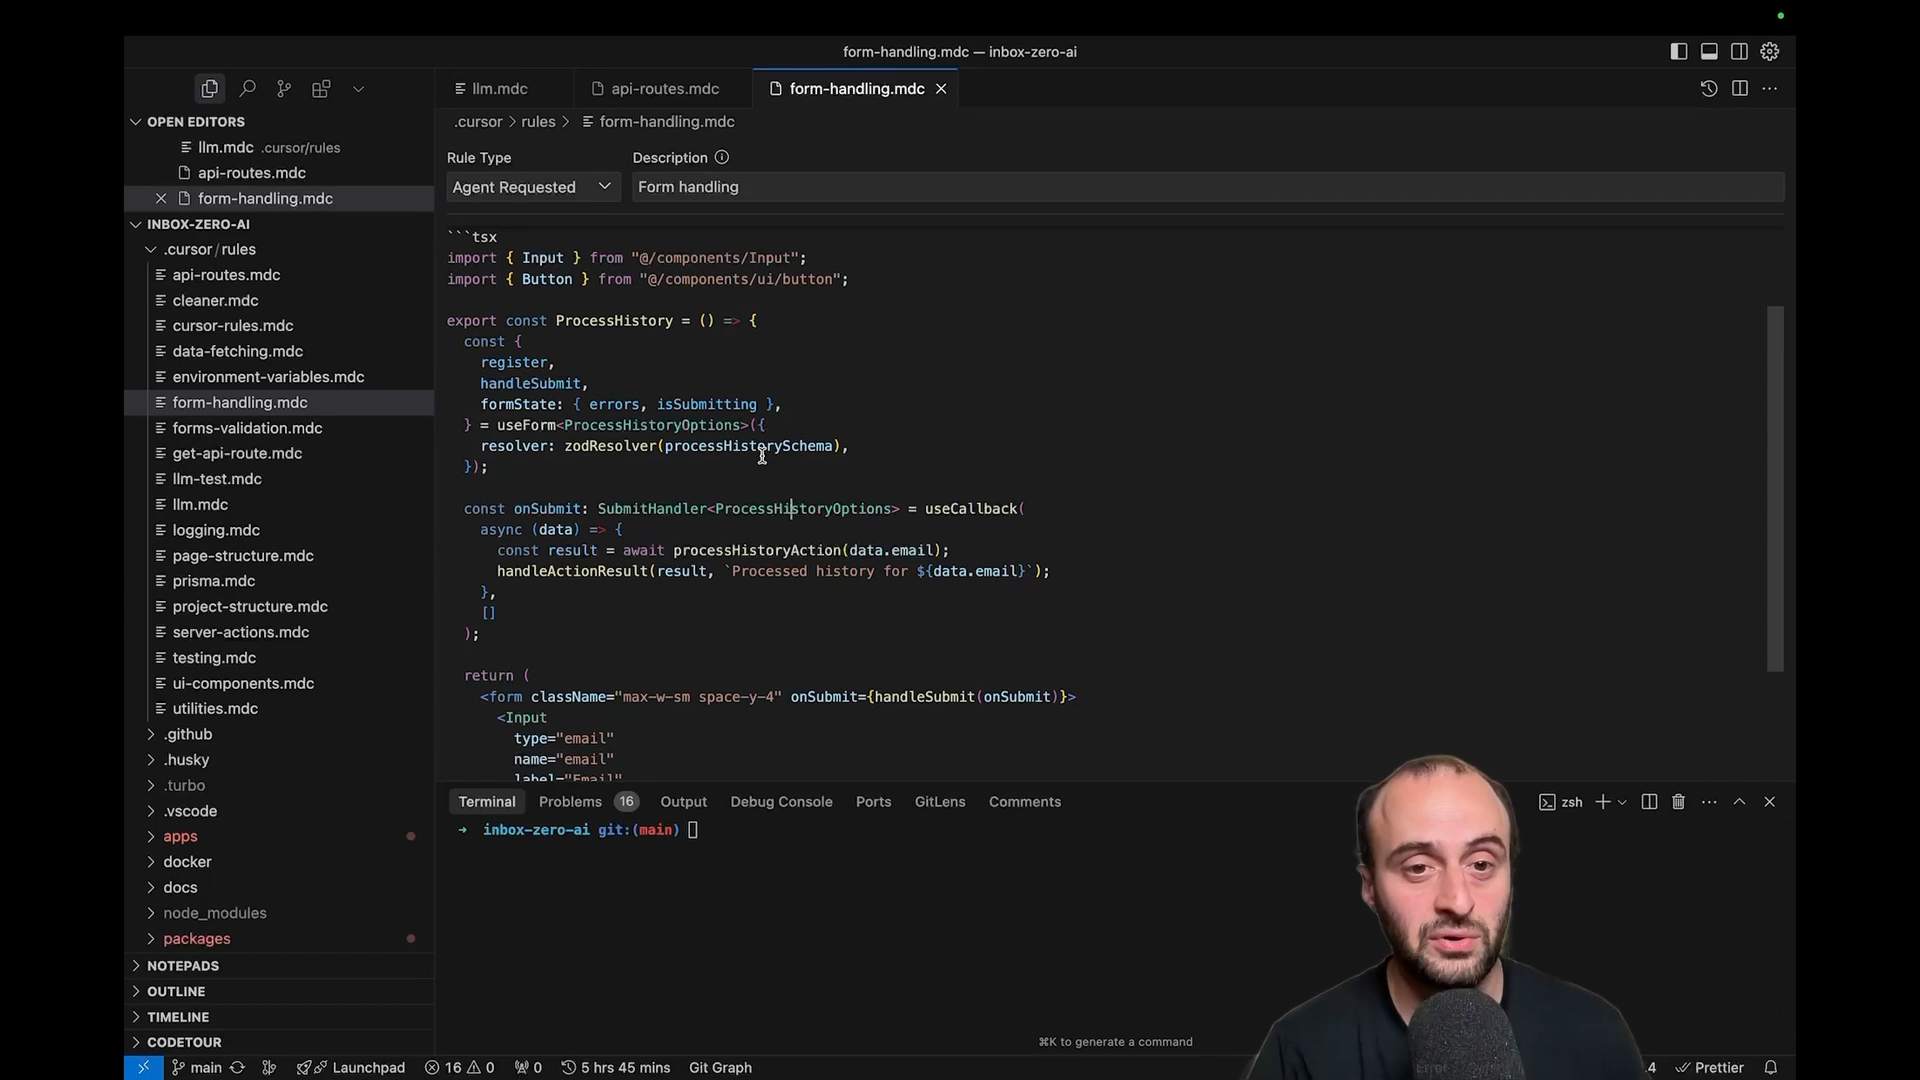 form-handling.mdc — inbox-zero-ai
llm.mdc
api-routes.mdc
form-handling.mdc
OPEN EDITORS
llm.mdc .cursor/rules
api-routes.mdc
form-handling.mdc
INBOX-ZERO-AI
.cursor/rules
api-routes.mdc
cleaner.mdc
cursor-rules.mdc
data-fetching.mdc
environment-variables.mdc
form-handling.mdc
forms-validation.mdc
get-api-route.mdc
llm-test.mdc
llm.mdc
logging.mdc
page-structure.mdc
prisma.mdc
project-structure.mdc
server-actions.mdc
testing.mdc
ui-components.mdc
utilities.mdc
.github
.husky
.turbo
.vscode
apps
docker
docs
node_modules
packages
NOTEPADS
OUTLINE
TIMELINE
CODETOUR
.cursor > rules > form-handling.mdc
Rule Type
Description
Agent Requested
Form handling
```tsx
import { Input } from "@/components/Input";
import { Button } from "@/components/ui/button";
export const ProcessHistory = () => {
const {
register,
handleSubmit,
formState: { errors, isSubmitting },
} = useForm<ProcessHistoryOptions>({
resolver: zodResolver(processHistorySchema),
});
const onSubmit: SubmitHandler<ProcessHistoryOptions> = useCallback(
async (data) => {
const result = await processHistoryAction(data.email);
handleActionResult(result, `Processed history for ${data.email}`);
},
[]
);
return (
<form className="max-w-sm space-y-4" onSubmit={handleSubmit(onSubmit)}>
<Input
type="email"
name="email"
label="Email"
Terminal
Problems 16
Output
Debug Console
Ports
GitLens
Comments
zsh
→ inbox-zero-ai git:(main)
⌘K to generate a command
main
Launchpad
16
0
0
5 hrs 45 mins
Git Graph
.4
Prettier